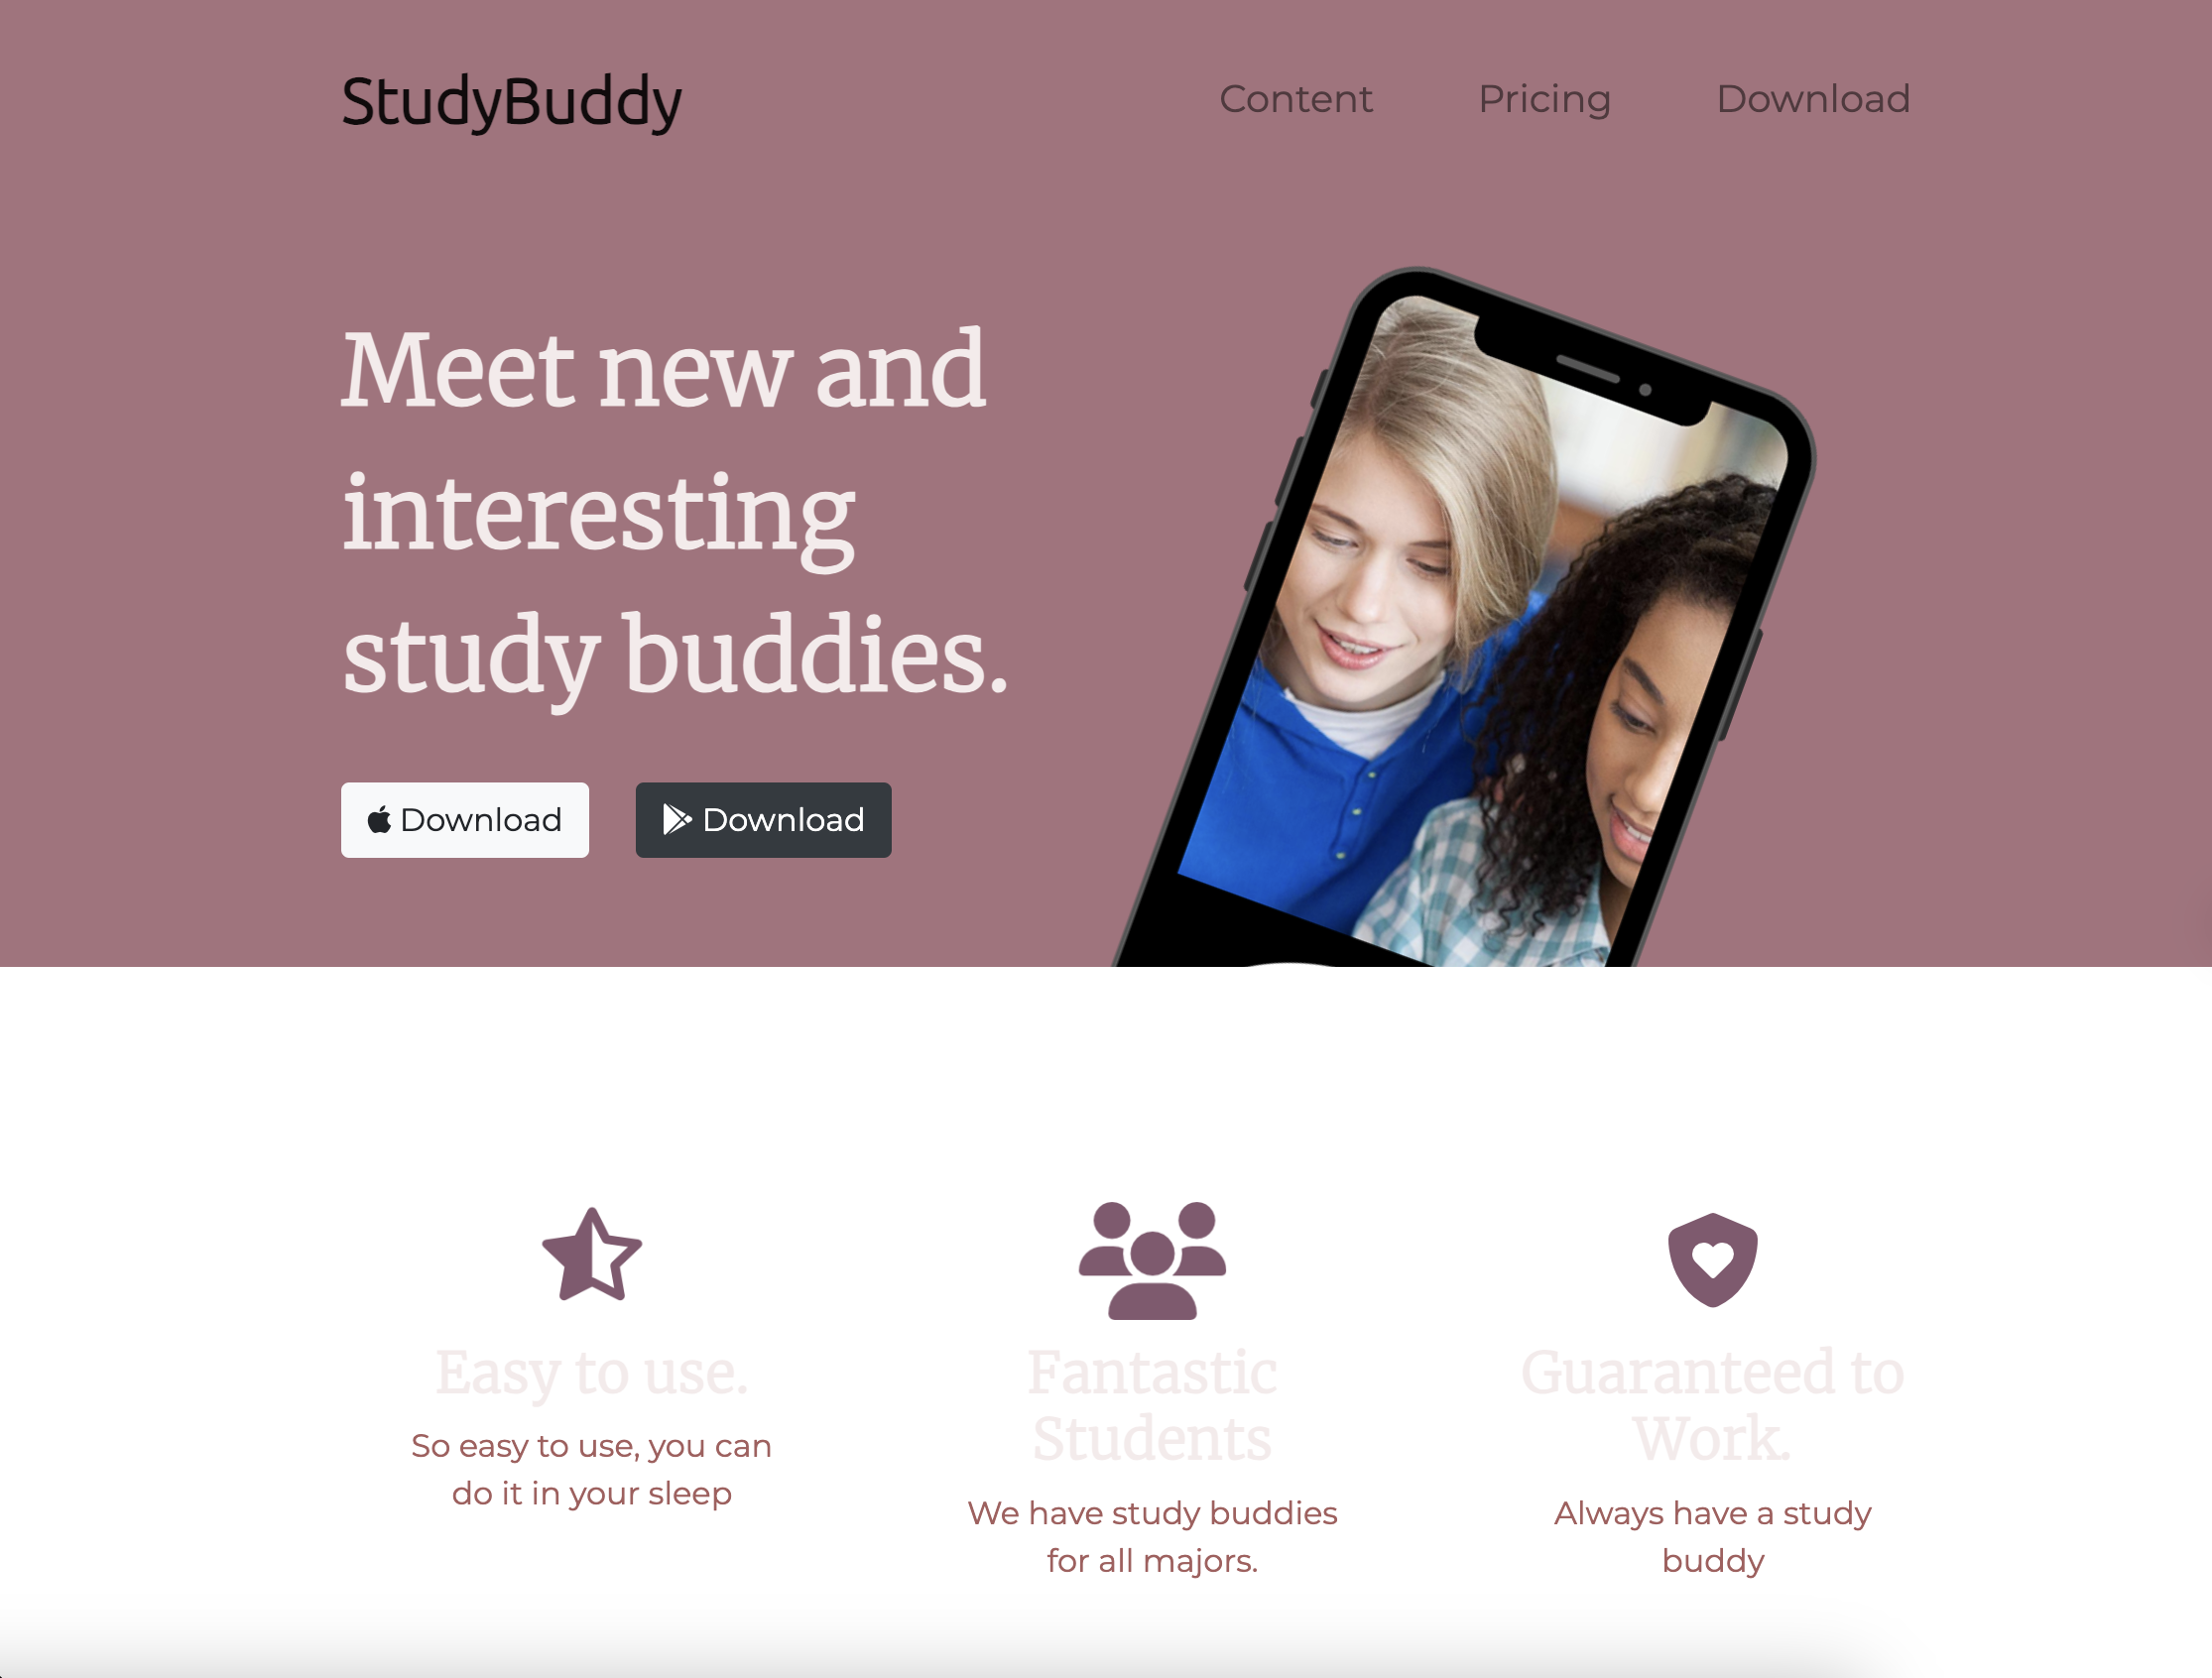 StudyBuddy
Content
Pricing
Download
Meet new and
interesting
study buddies.
Download
Download
Easy to use.
So easy to use, you can
do it in your sleep
Fantastic
Students
We have study buddies
for all majors.
Guaranteed to
Work.
Always have a study
buddy